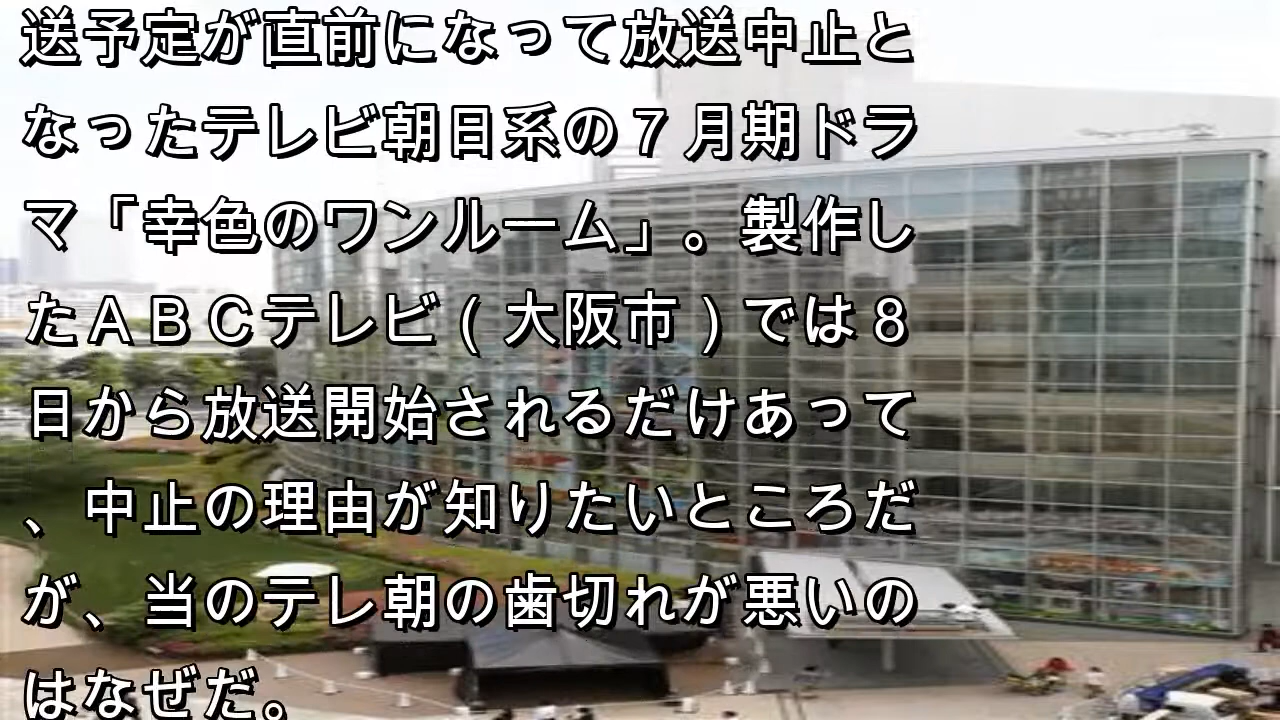 送予定が直前になって放送中止と
なったテレビ朝日系の７月期ドラ
マ「幸色のワンルーム」。製作し
たＡＢＣテレビ（大阪市）では８
日から放送開始されるだけあって
、中止の理由が知りたいところだ
が、当のテレ朝の歯切れが悪いの
はなぜだ。